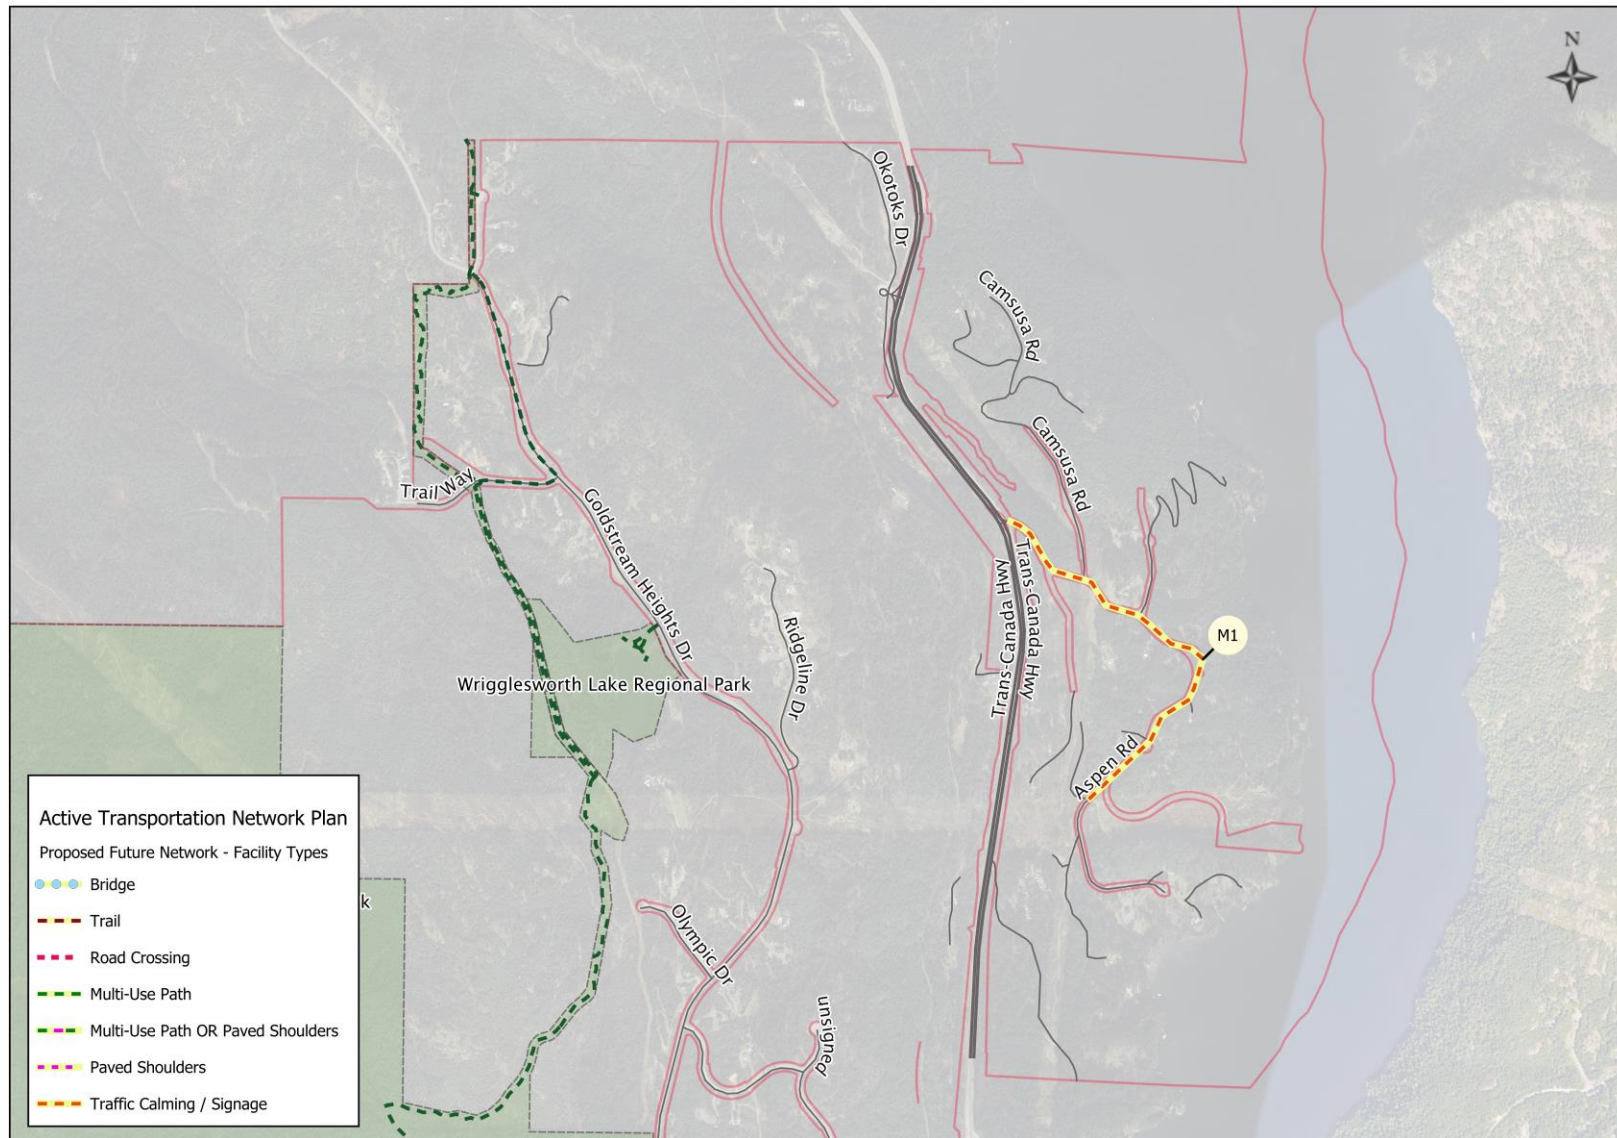 N
Okotoks Dr
Camsusa Rd
Camsusa Rd
Trail Way
Goldstream Heights Dr
Trans-Canada Hwy
Trans-Canada Hwy
M1
Ridgeline Dr
Wrigglesworth Lake Regional Park
Aspen Rd
Olympic Dr
unsigned
k
Active Transportation Network Plan
Proposed Future Network - Facility Types
Bridge
Trail
Road Crossing
Multi-Use Path
Multi-Use Path OR Paved Shoulders
Paved Shoulders
Traffic Calming / Signage